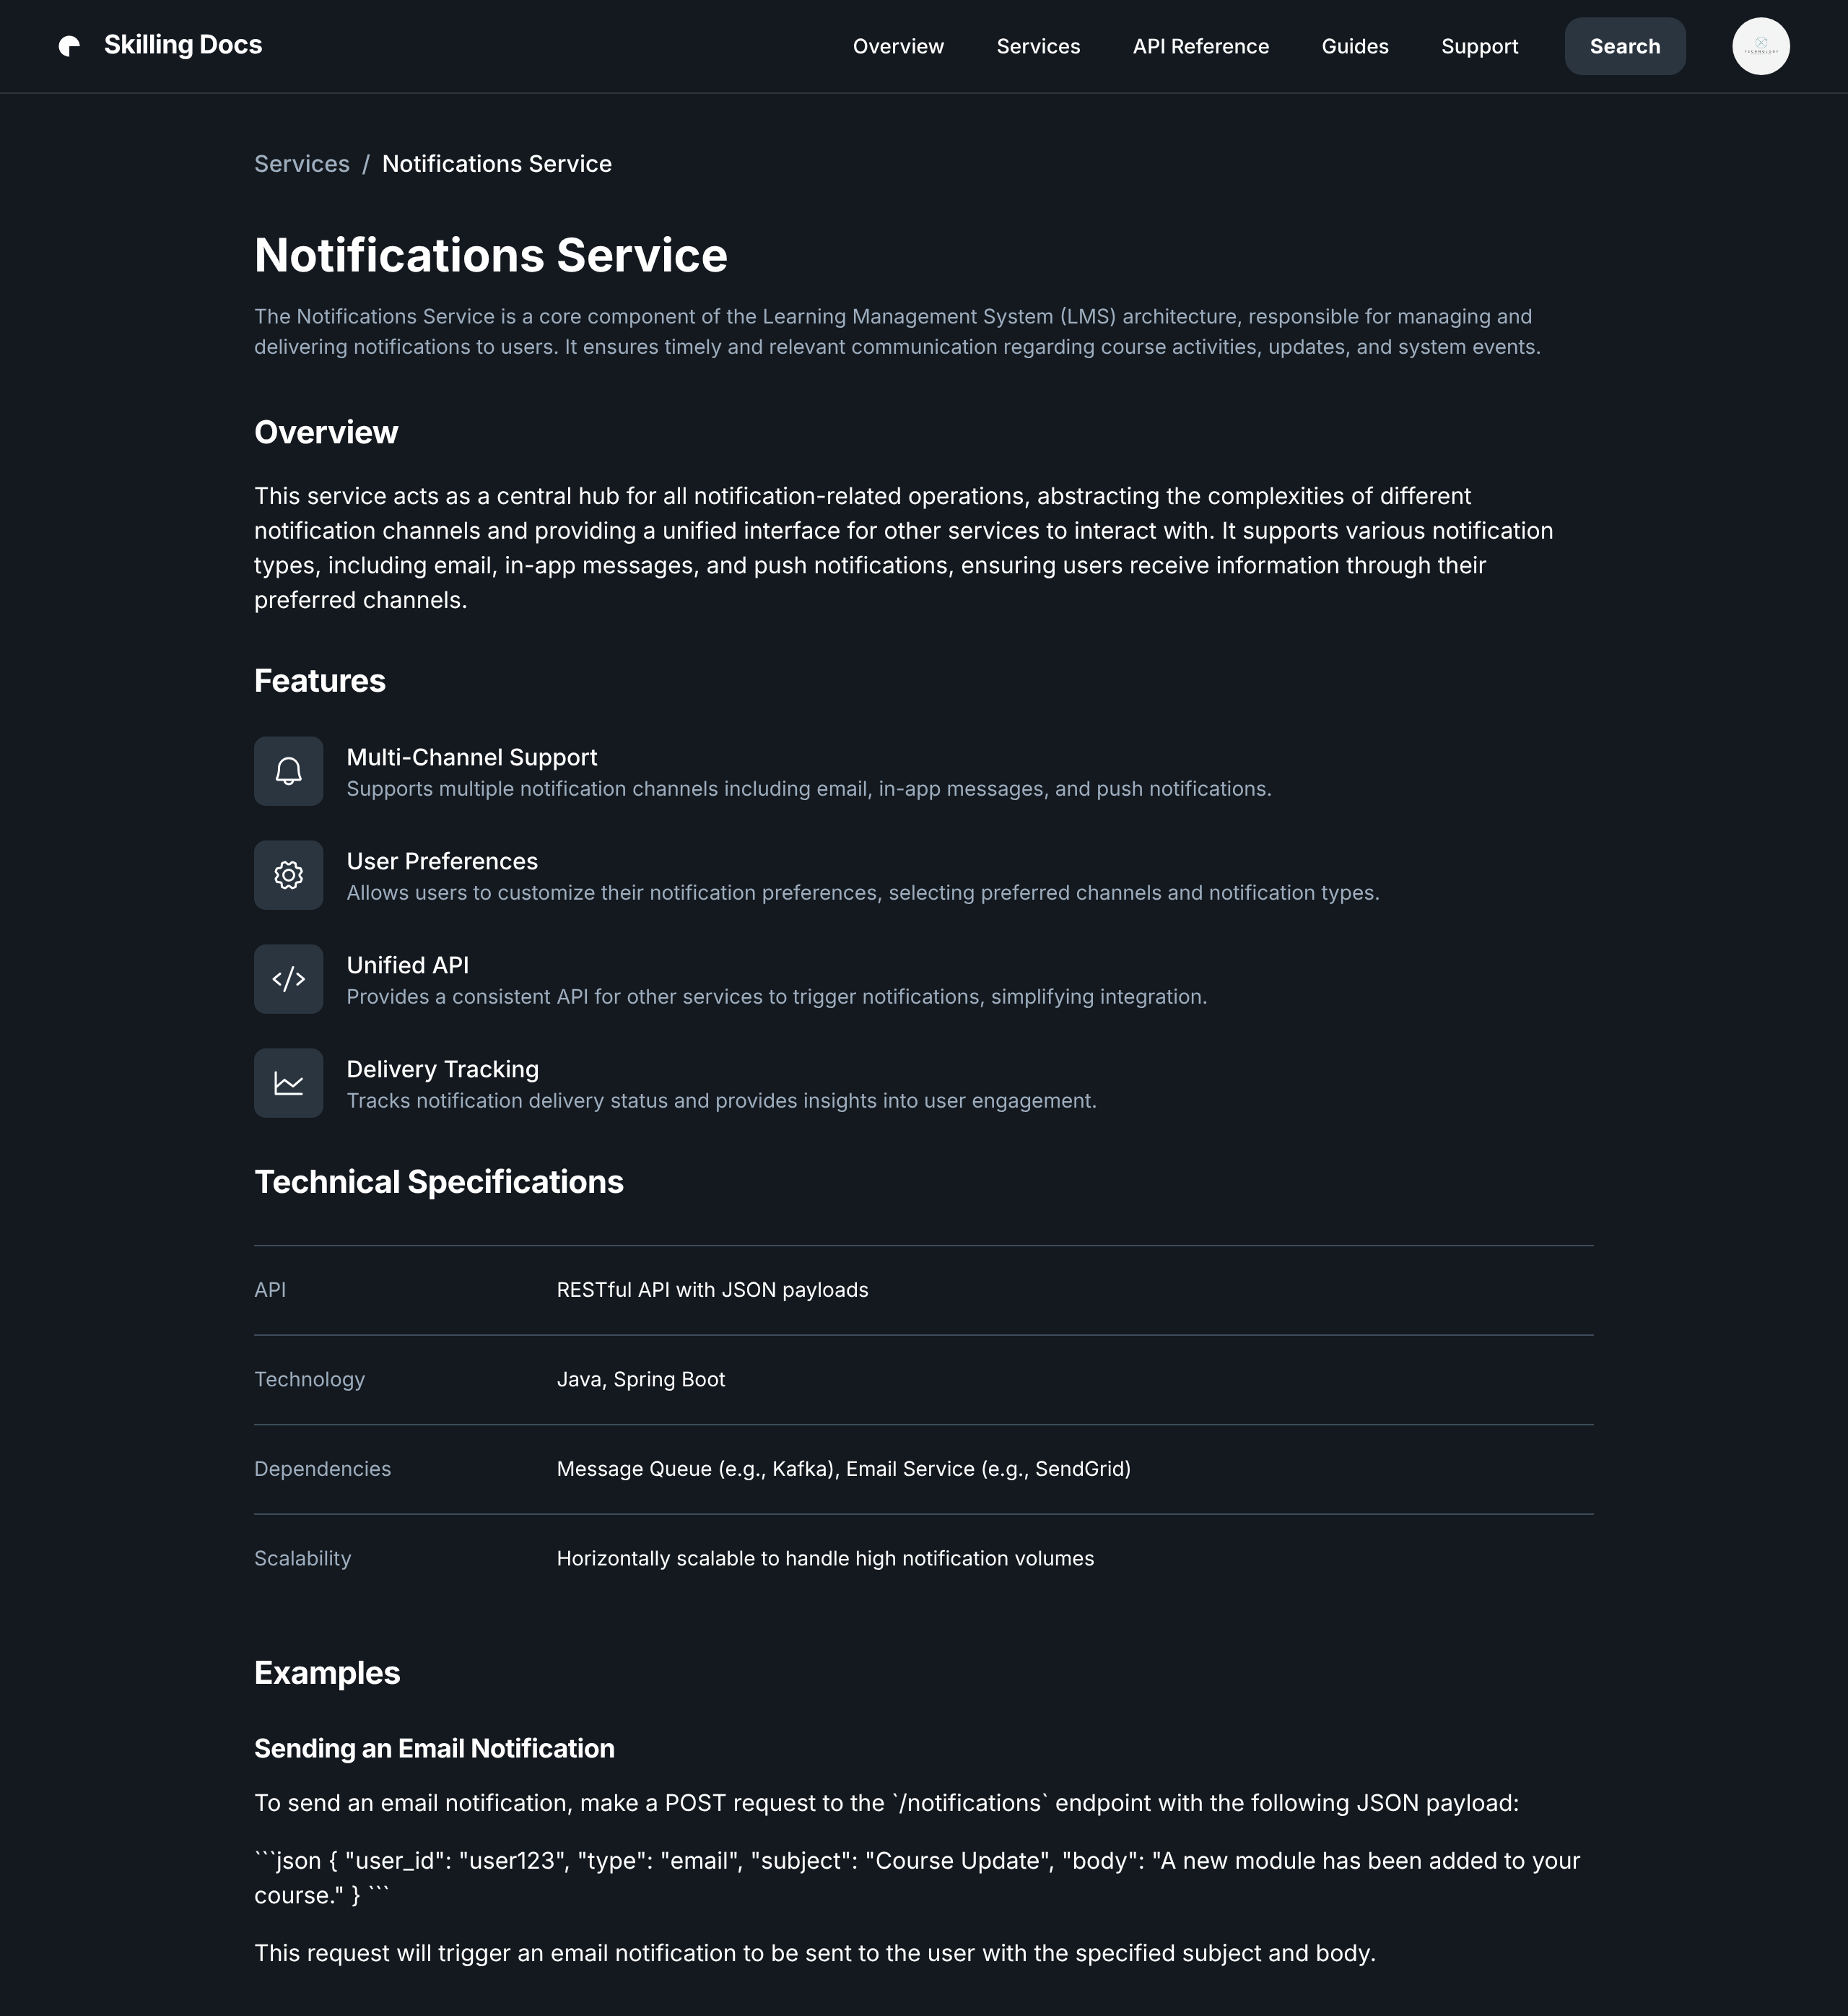 Skilling Docs
Overview
Services
API Reference
Guides
Support
Search
TECHNOLOGY
Services / Notifications Service
Notifications Service
The Notifications Service is a core component of the Learning Management System (LMS) architecture, responsible for managing and
delivering notifications to users. It ensures timely and relevant communication regarding course activities, updates, and system events.
Overview
This service acts as a central hub for all notification-related operations, abstracting the complexities of different
notification channels and providing a unified interface for other services to interact with. It supports various notification
types, including email, in-app messages, and push notifications, ensuring users receive information through their
preferred channels.
Features
Multi-Channel Support
Supports multiple notification channels including email, in-app messages, and push notifications.
User Preferences
Allows users to customize their notification preferences, selecting preferred channels and notification types.
Unified API
Provides a consistent API for other services to trigger notifications, simplifying integration.
Delivery Tracking
Tracks notification delivery status and provides insights into user engagement.
Technical Specifications
API
RESTful API with JSON payloads
Technology
Java, Spring Boot
Dependencies
Message Queue (e.g., Kafka), Email Service (e.g., SendGrid)
Scalability
Horizontally scalable to handle high notification volumes
Examples
Sending an Email Notification
To send an email notification, make a POST request to the `/notifications` endpoint with the following JSON payload:
```json { "user_id": "user123", "type": "email", "subject": "Course Update", "body": "A new module has been added to your
course." } ```
This request will trigger an email notification to be sent to the user with the specified subject and body.